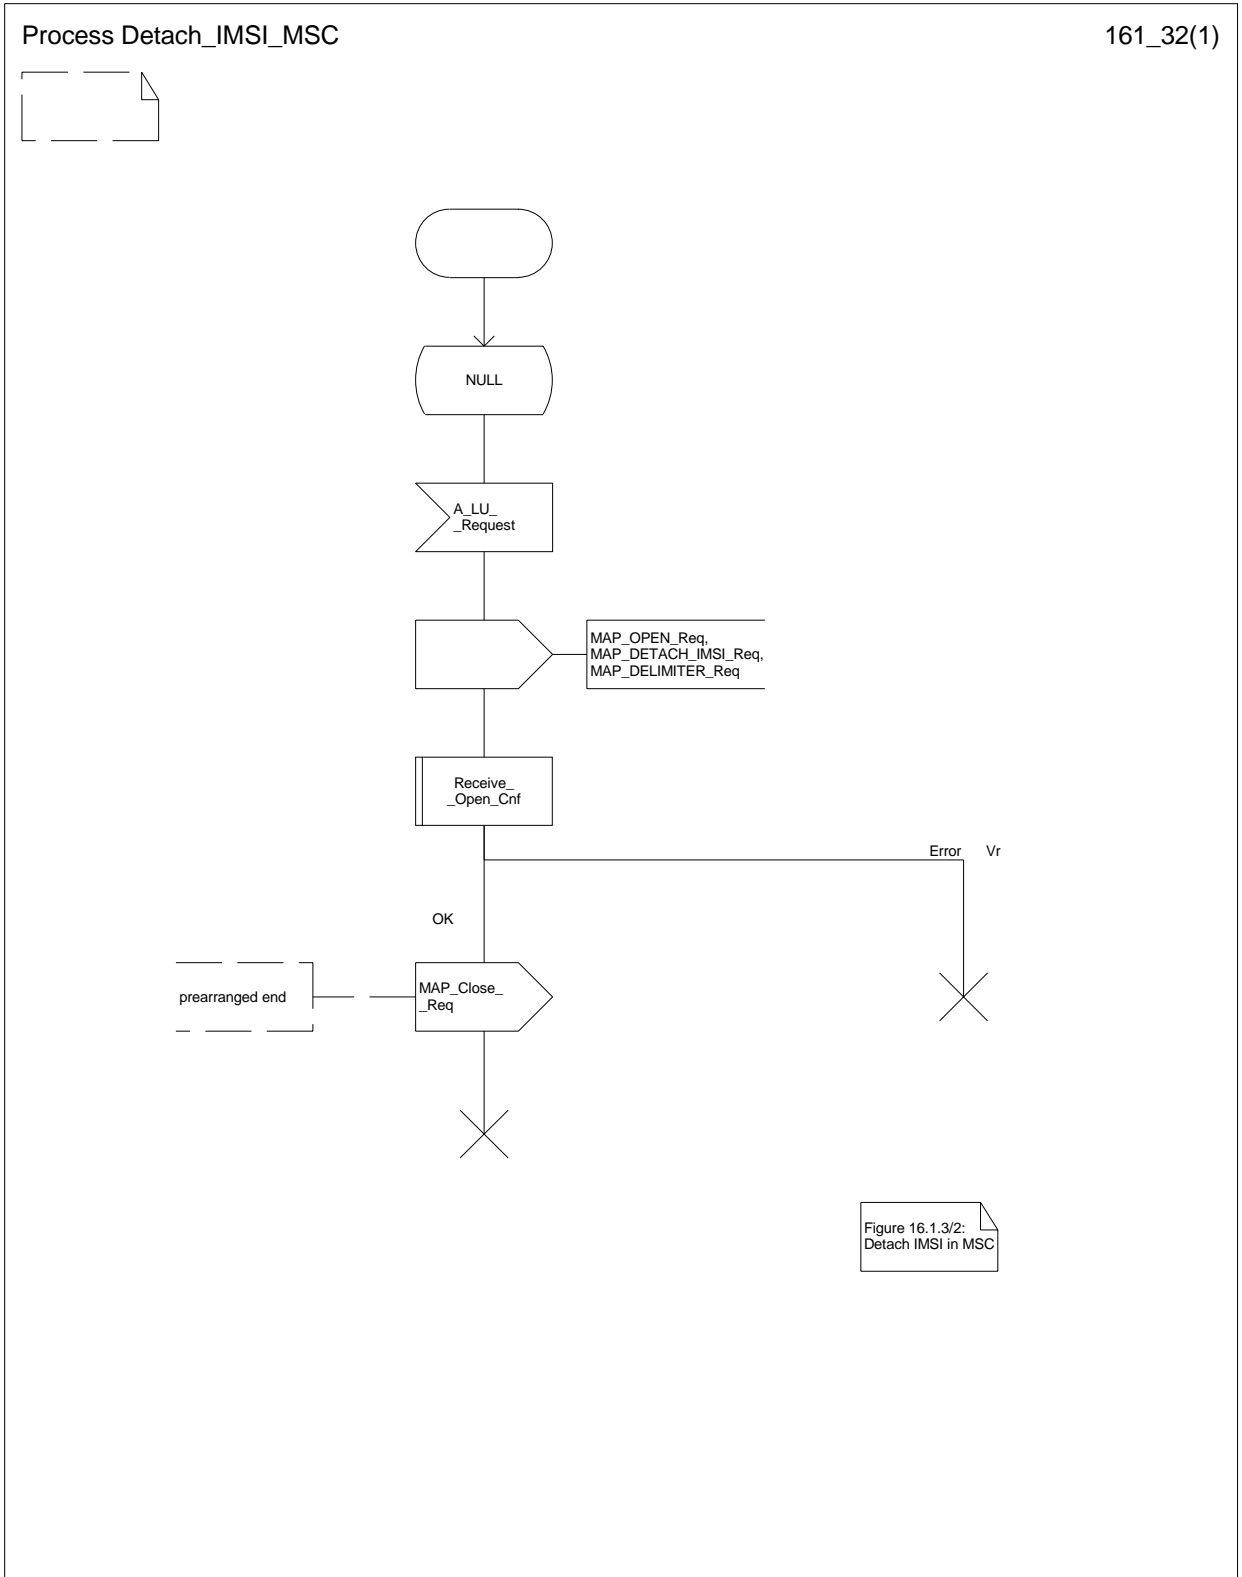 Process Detach_IMSI_MSC
161_32(1)
NULL
A_LU_
_Request
MAP_OPEN_Req,
MAP_DETACH_IMSI_Req,
MAP_DELIMITER_Req
Receive_
_Open_Cnf
Error Vr
OK
prearranged end
MAP_Close_
_Req
Figure 16.1.3/2:
Detach IMSI in MSC